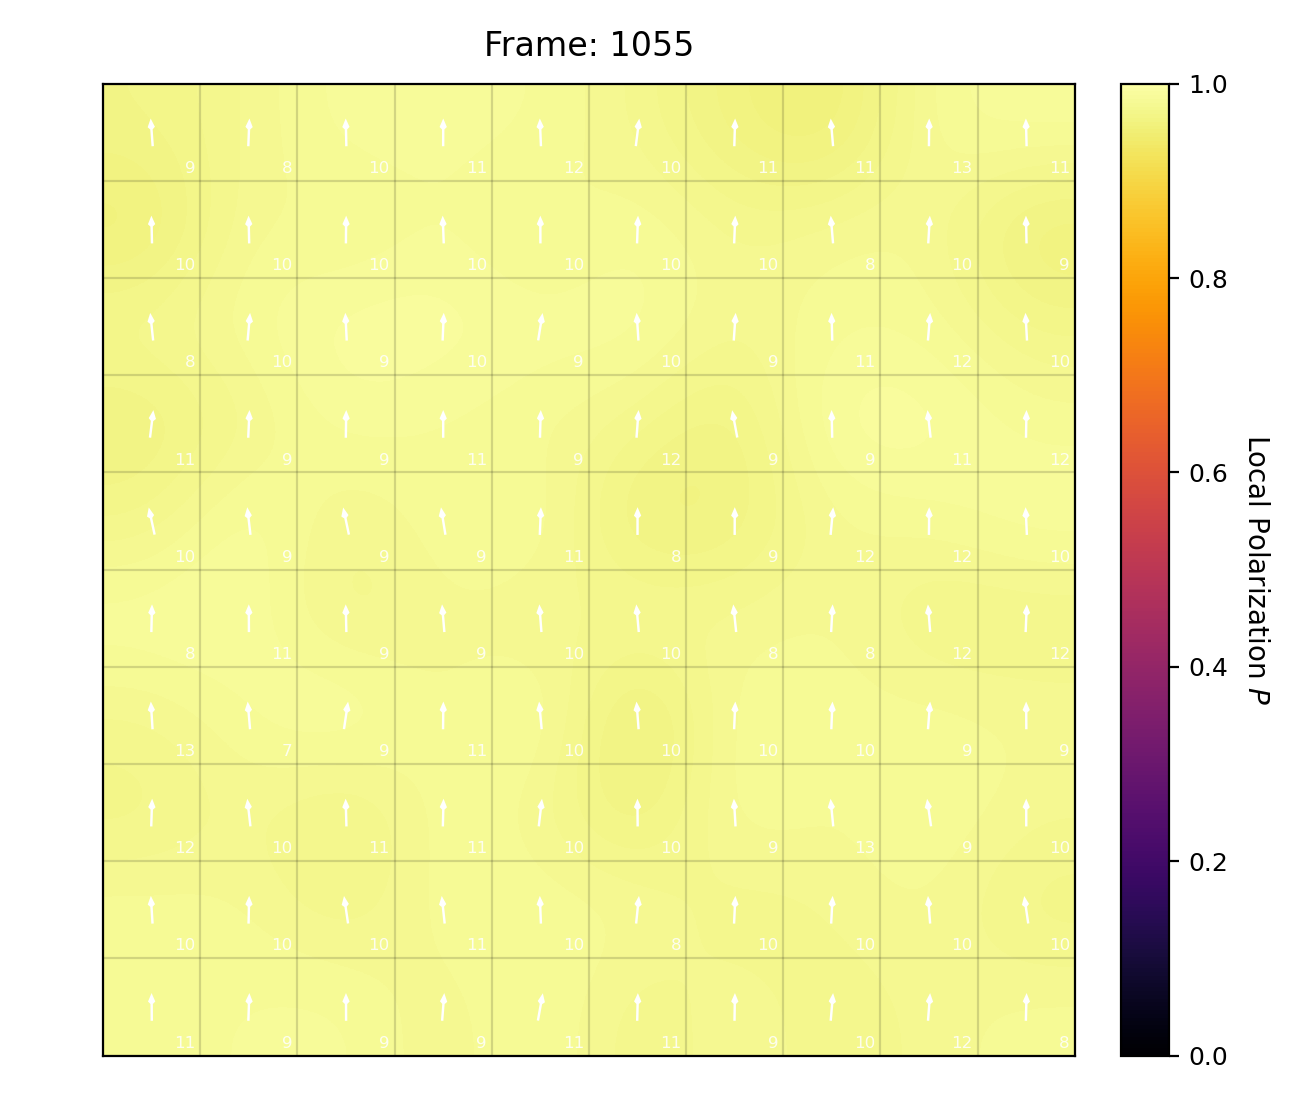 Frame: 1055
9 8 10 11 12 10 11 11 13 11
10 10 10 10 10 10 10 8 10 9
8 10 9 10 9 10 9 11 12 10
11 9 9 11 9 12 9 9 11 12
10 9 9 9 11 8 9 12 12 10
8 11 9 9 10 10 8 8 12 12
13 7 9 11 10 10 10 10 9 9
12 10 11 11 10 10 9 13 9 10
10 10 10 11 10 8 10 10 10 10
11 9 9 9 11 11 9 10 12 8
1.0
0.8
0.6
0.4
0.2
0.0
Local Polarization P